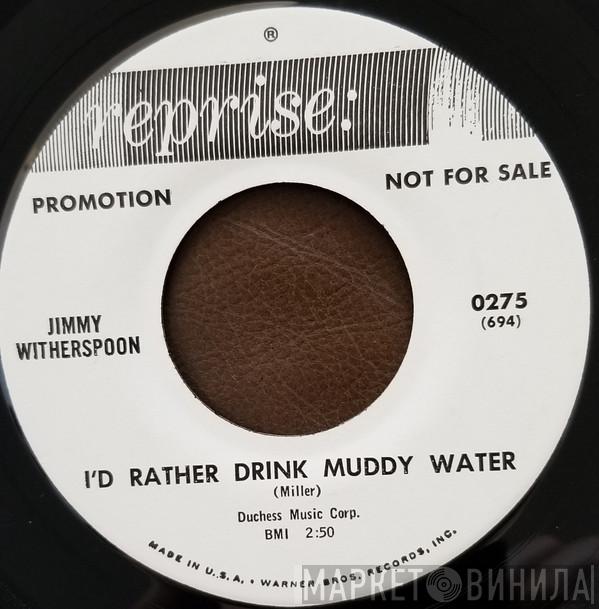 ®
reprise:
PROMOTION
NOT FOR SALE
JIMMY
WITHERSPOON
0275
(694)
I'D RATHER DRINK MUDDY WATER
(Miller)
Duchess Music Corp.
BMI 2:50
MADE IN U.S.A. • WARNER BROS. RECORDS, INC.
МАРКЕТ ВИНИЛА